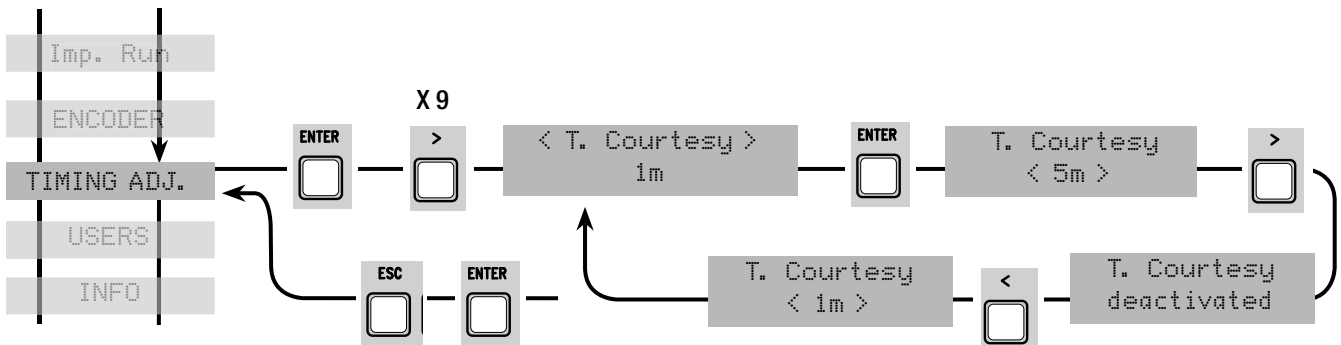 Imp. Run
ENCODER
TIMING ADJ.
USERS
INFO
ENTER
X 9
>
< T. Courtesy >
1m
ENTER
T. Courtesy
< 5m >
>
T. Courtesy
deactivated
<
T. Courtesy
< 1m >
ENTER
ESC